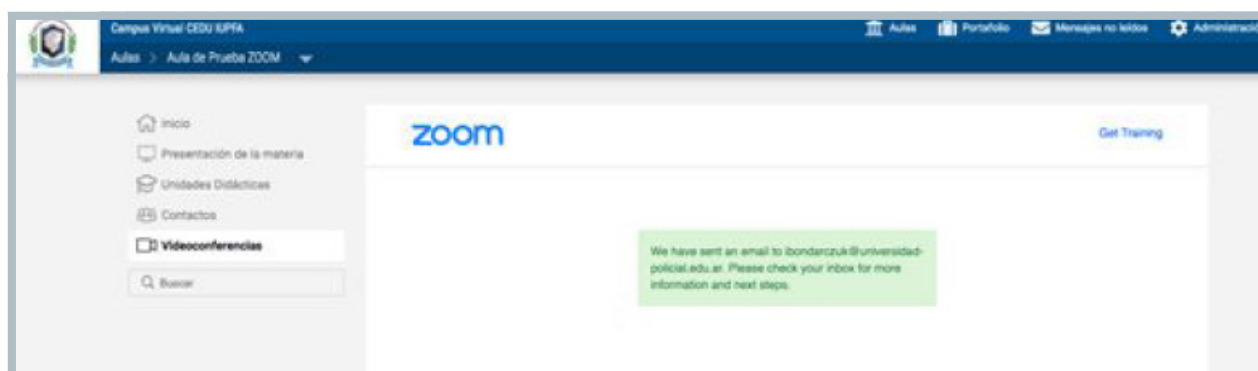 Campus Virtual CEDU IUPFA
Aulas
Portafolio
Mensajes no leídos
Administració
Aulas > Aula de Prueba ZOOM
Inicio
Presentación de la materia
Unidades Didácticas
Contactos
Videoconferencias
Buscar
zoom
Get Training
We have sent an email to ibondarczuk@universidad-
policial.edu.ar. Please check your inbox for more
information and next steps.